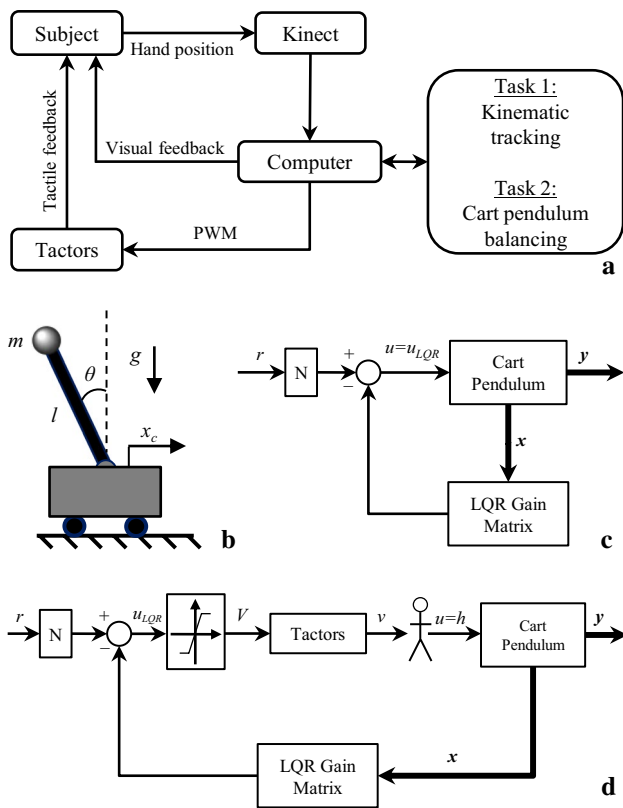 Subject
Hand position
Kinect
Tactile feedback
Visual feedback
Computer
Task 1:
Kinematic
tracking
Task 2:
Cart pendulum
balancing
Tactors
PWM
a
m
θ
g
l
x_c
b
r
N
+
−
u=u_LQR
Cart
Pendulum
y
x
LQR Gain
Matrix
c
r
N
+
−
u_LQR
V
Tactors
v
u=h
Cart
Pendulum
y
x
LQR Gain
Matrix
d